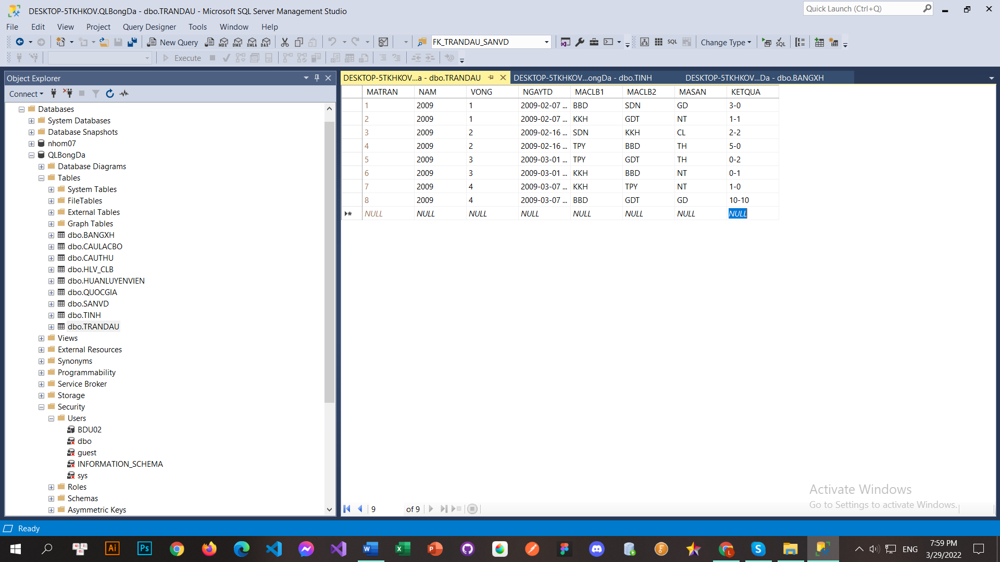 DESKTOP-5TKHKOV.QLBongDa - dbo.TRANDAU - Microsoft SQL Server Management Studio
Quick Launch (Ctrl+Q)
File Edit View Project Query Designer Tools Window Help
New Query MDX DMX XMLA DAX FK_TRANDAU_SANVD SQL Change Type SQL
Execute
Object Explorer
Connect
Databases
System Databases
Database Snapshots
nhom07
QLBongDa
Database Diagrams
Tables
System Tables
FileTables
External Tables
Graph Tables
dbo.BANGXH
dbo.CAULACBO
dbo.CAUTHU
dbo.HLV_CLB
dbo.HUANLUYENVIEN
dbo.QUOCGIA
dbo.SANVD
dbo.TINH
dbo.TRANDAU
Views
External Resources
Synonyms
Programmability
Service Broker
Storage
Security
Users
BDU02
dbo
guest
INFORMATION_SCHEMA
sys
Roles
Schemas
Asymmetric Keys
DESKTOP-5TKHKOV...a - dbo.TRANDAU DESKTOP-5TKHKOV...ongDa - dbo.TINH DESKTOP-5TKHKOV...Da - dbo.BANGXH
MATRAN NAM VONG NGAYTD MACLB1 MACLB2 MASAN KETQUA
1 2009 1 2009-02-07 ... BBD SDN GD 3-0
2 2009 1 2009-02-07 ... KKH GDT NT 1-1
3 2009 2 2009-02-16 ... SDN KKH CL 2-2
4 2009 2 2009-02-16 ... TPY BBD TH 5-0
5 2009 3 2009-03-01 ... TPY GDT TH 0-2
6 2009 3 2009-03-01 ... KKH BBD NT 0-1
7 2009 4 2009-03-07 ... KKH TPY NT 1-0
8 2009 4 2009-03-07 ... BBD GDT GD 10-10
NULL NULL NULL NULL NULL NULL NULL NULL
Activate Windows
Go to Settings to activate Windows.
9 of 9
Ready
Ai Ps ENG
7:59 PM
3/29/2022